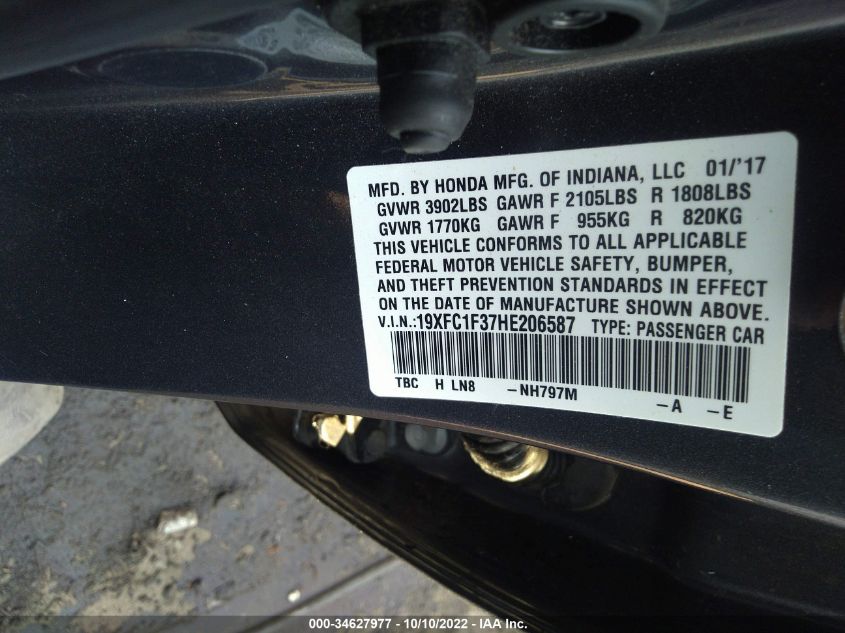 MFD. BY HONDA MFG. OF INDIANA, LLC 01/'17
GVWR 3902LBS GAWR F 2105LBS R 1808LBS
GVWR 1770KG GAWR F 955KG R 820KG
THIS VEHICLE CONFORMS TO ALL APPLICABLE
FEDERAL MOTOR VEHICLE SAFETY, BUMPER,
AND THEFT PREVENTION STANDARDS IN EFFECT
ON THE DATE OF MANUFACTURE SHOWN ABOVE.
V.I.N.:19XFC1F37HE206587 TYPE: PASSENGER CAR
TBC H LN8 -NH797M -A -E
000-34627977 - 10/10/2022 - IAA Inc.